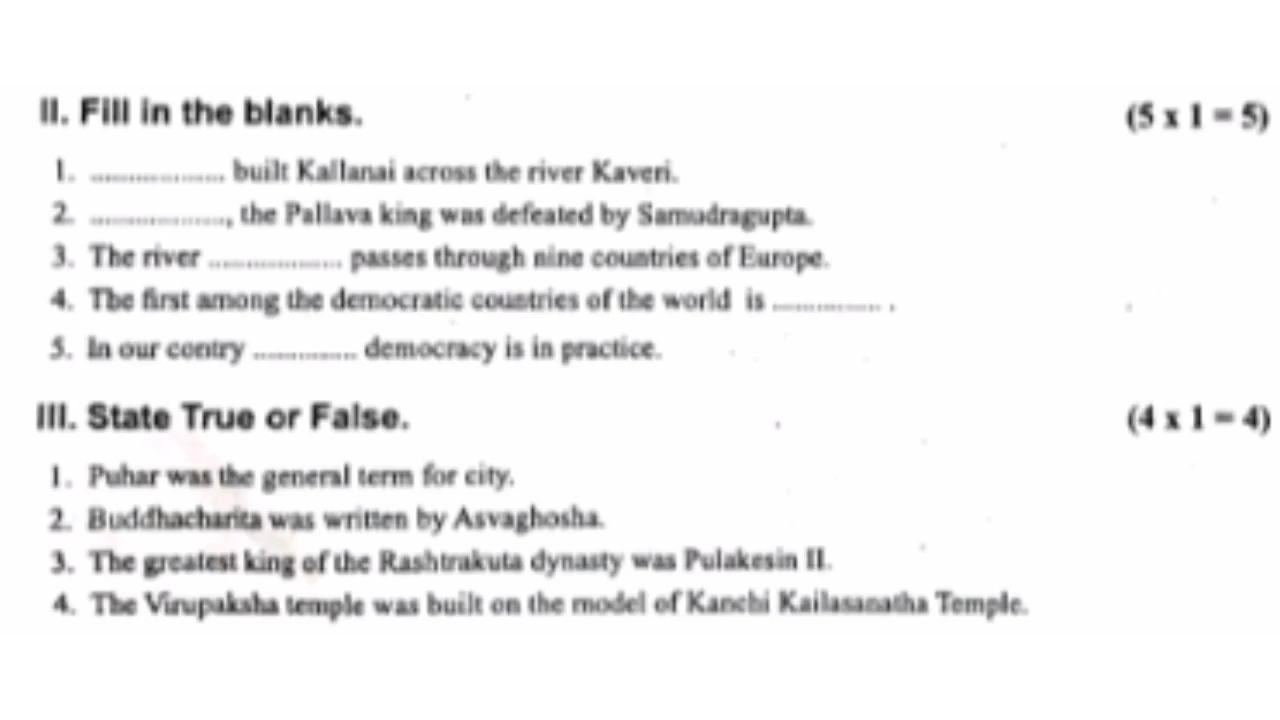 II. Fill in the blanks. (5 x 1 = 5)
1. .................. built Kallanai across the river Kaveri.
2. .................., the Pallava king was defeated by Samudragupta.
3. The river .................. passes through nine countries of Europe.
4. The first among the democratic countries of the world is .............. .
5. In our contry .............. democracy is in practice.
III. State True or False. (4 x 1 = 4)
1. Puhar was the general term for city.
2. Buddhacharita was written by Asvaghosha.
3. The greatest king of the Rashtrakuta dynasty was Pulakesin II.
4. The Virupaksha temple was built on the model of Kanchi Kailasanatha Temple.